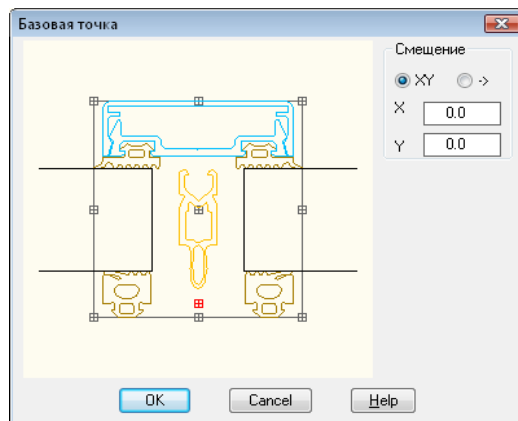 Базовая точка
Смещение
XY ->
X 0.0
Y 0.0
OK Cancel Help